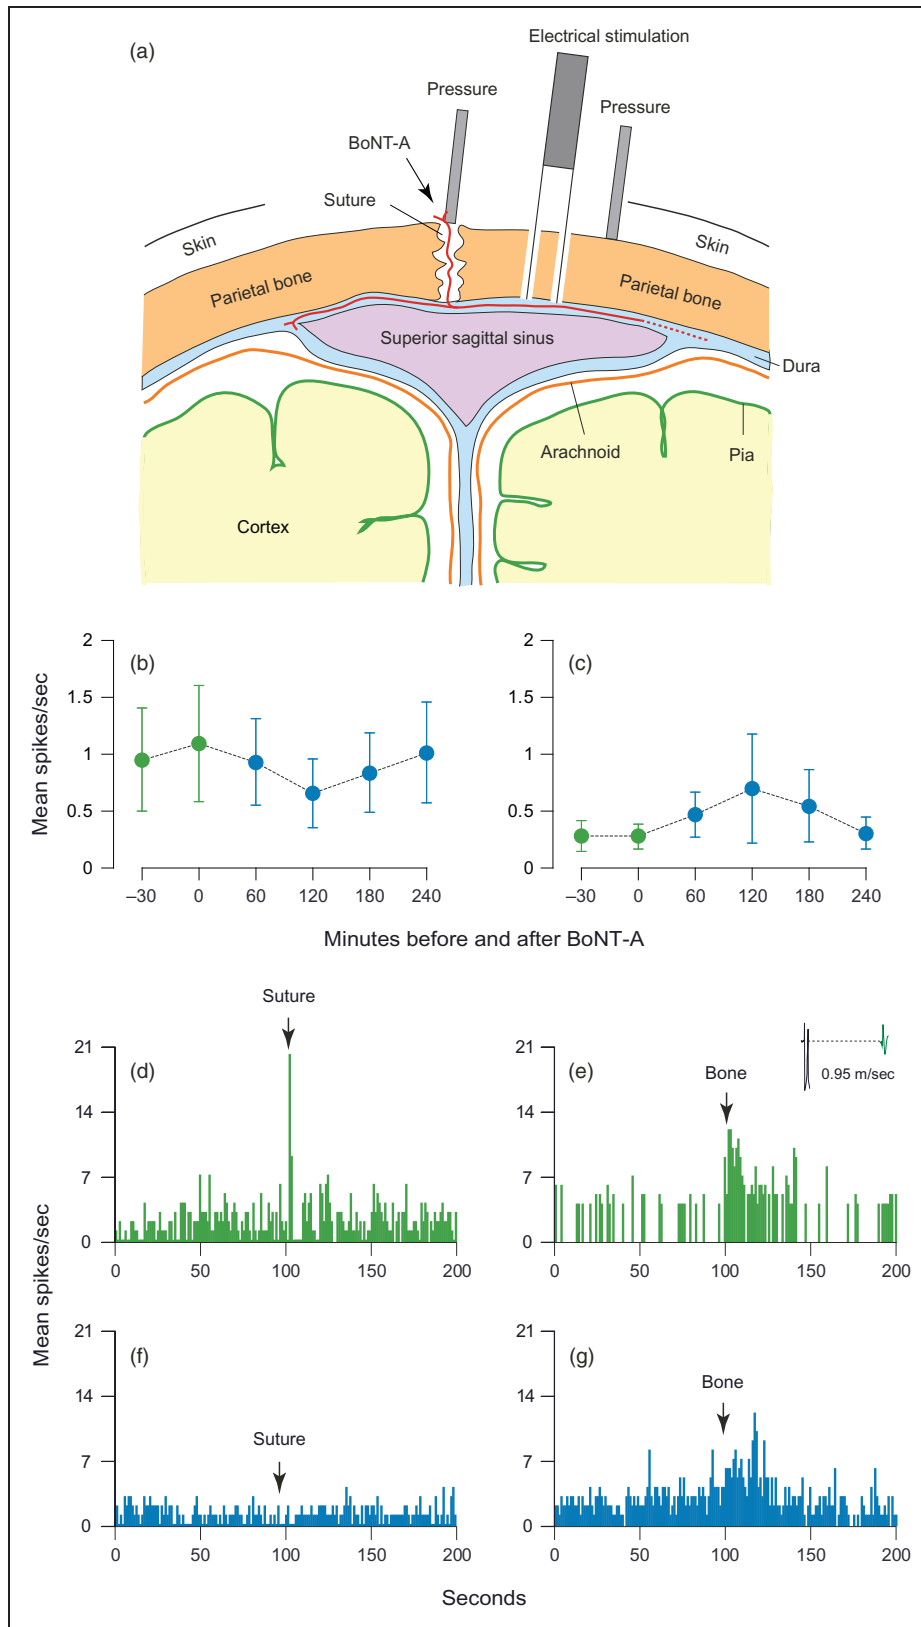 (a)
Electrical stimulation
Pressure
Pressure
BoNT-A
Suture
Skin
Skin
Parietal bone
Parietal bone
Superior sagittal sinus
Dura
Arachnoid
Pia
Cortex
Mean spikes/sec
(b)
2
1.5
1
0.5
0
–30 0 60 120 180 240
(c)
2
1.5
1
0.5
0
–30 0 60 120 180 240
Minutes before and after BoNT-A
Mean spikes/sec
(d)
Suture
21
14
7
0
0 50 100 150 200
(e)
Bone
0.95 m/sec
21
14
7
0
0 50 100 150 200
(f)
Suture
21
14
7
0
0 50 100 150 200
(g)
Bone
21
14
7
0
0 50 100 150 200
Seconds